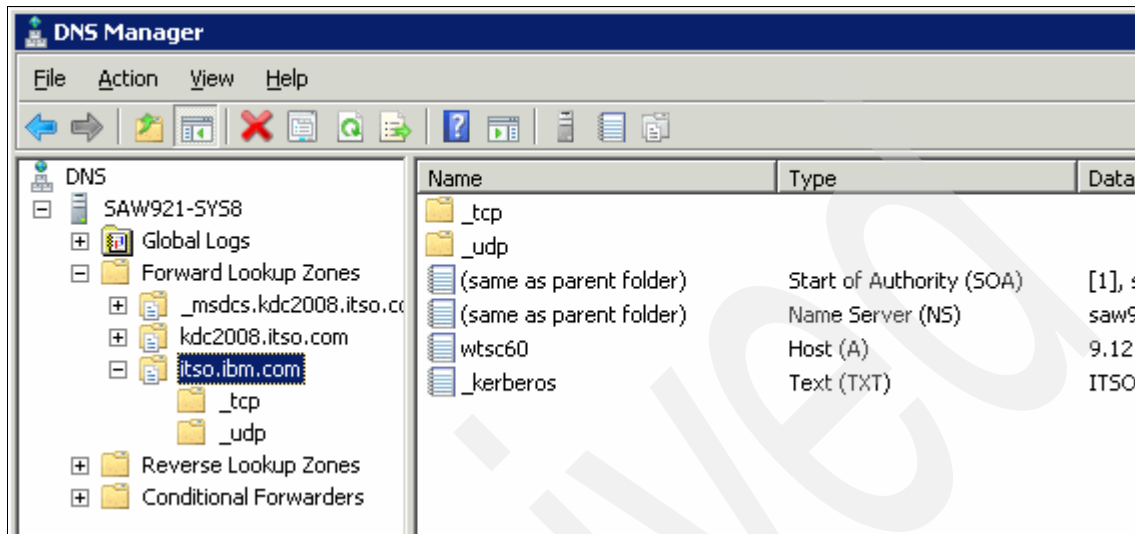 DNS Manager
File Action View Help
DNS
SAW921-SYS8
Global Logs
Forward Lookup Zones
_msdcs.kdc2008.itso.c
kdc2008.itso.com
itso.ibm.com
_tcp
_udp
Reverse Lookup Zones
Conditional Forwarders
Name Type Data
_tcp
_udp
(same as parent folder) Start of Authority (SOA) [1], s
(same as parent folder) Name Server (NS) saw9
wtsc60 Host (A) 9.12
_kerberos Text (TXT) ITSO
ived